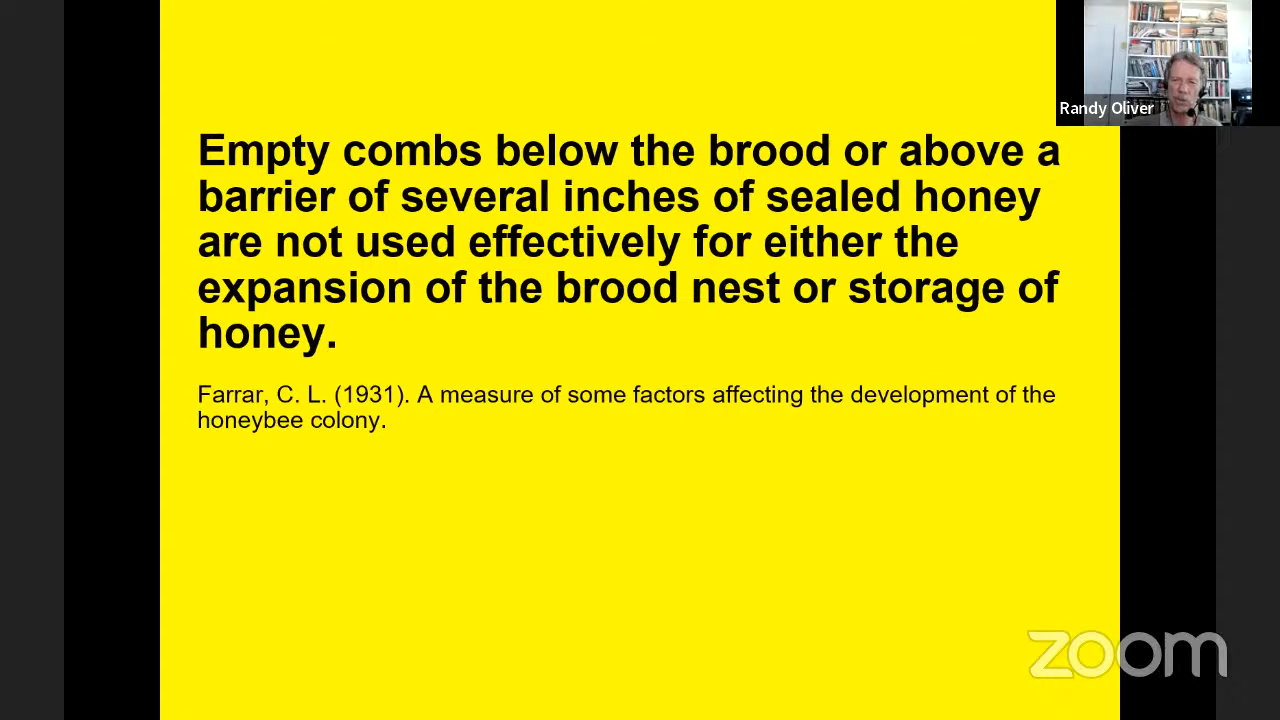 Randy Oliver
Empty combs below the brood or above a
barrier of several inches of sealed honey
are not used effectively for either the
expansion of the brood nest or storage of
honey.
Farrar, C. L. (1931). A measure of some factors affecting the development of the
honeybee colony.
zoom